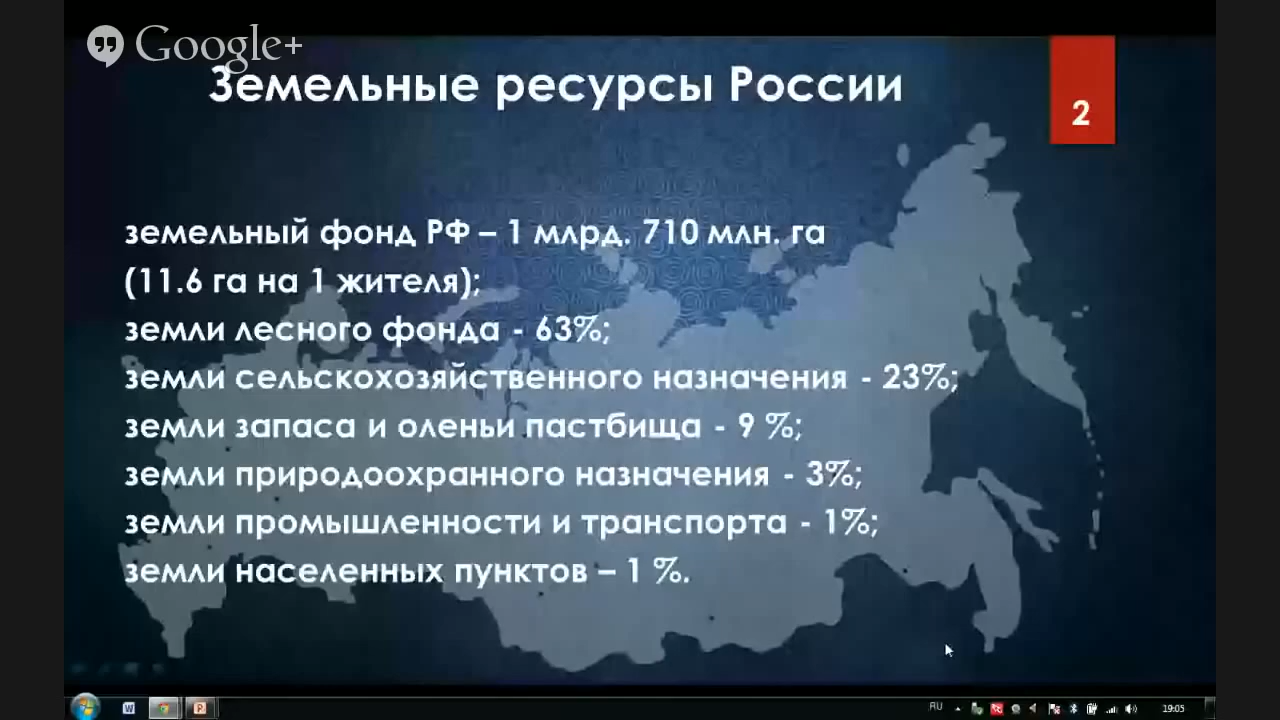 Google+
Земельные ресурсы России
2
земельный фонд РФ – 1 млрд. 710 млн. га
(11.6 га на 1 жителя);
земли лесного фонда - 63%;
земли сельскохозяйственного назначения - 23%;
земли запаса и оленьи пастбища - 9 %;
земли природоохранного назначения - 3%;
земли промышленности и транспорта - 1%;
земли населенных пунктов – 1 %.
RU
19:05